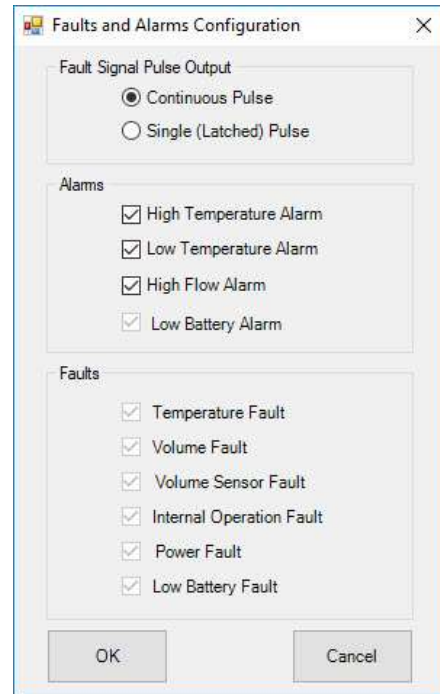 Faults and Alarms Configuration
Fault Signal Pulse Output
Continuous Pulse
Single (Latched) Pulse
Alarms
High Temperature Alarm
Low Temperature Alarm
High Flow Alarm
Low Battery Alarm
Faults
Temperature Fault
Volume Fault
Volume Sensor Fault
Internal Operation Fault
Power Fault
Low Battery Fault
OK Cancel